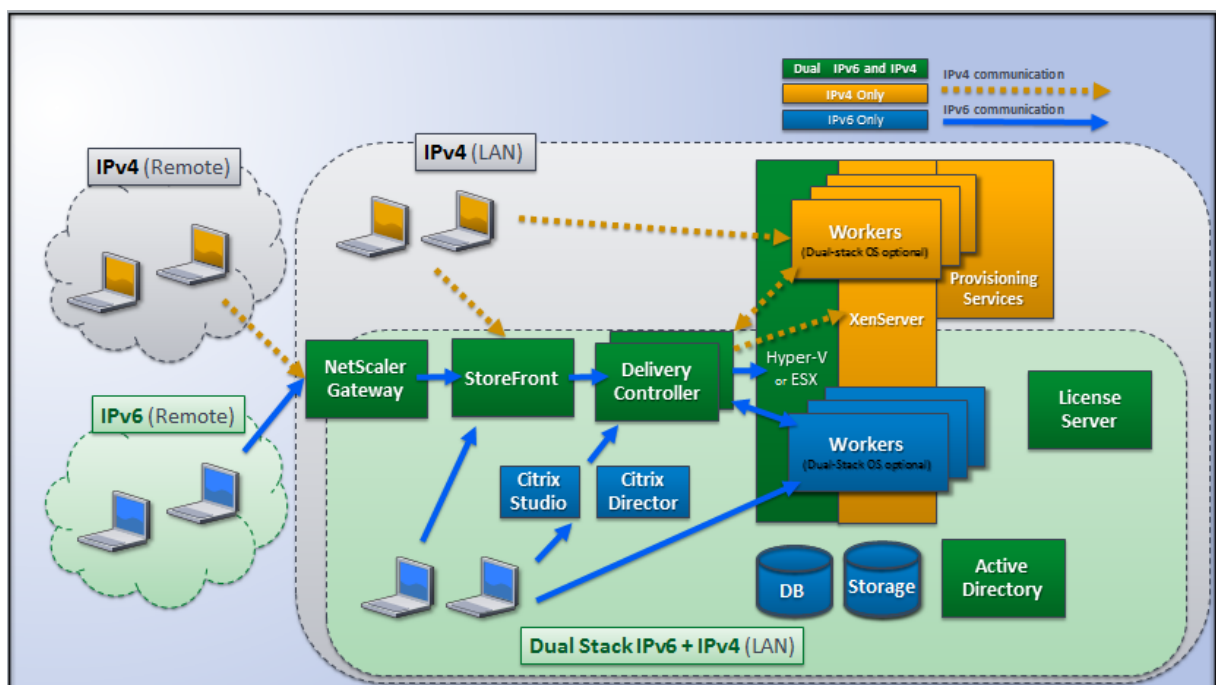 Dual IPv6 and IPv4
IPv4 Only
IPv6 Only
IPv4 communication
IPv6 communication
IPv4 (Remote)
IPv4 (LAN)
Workers
(Dual-stack OS optional)
Provisioning
Services
XenServer
Hyper-V
or ESX
NetScaler
Gateway
StoreFront
Delivery
Controller
License
Server
IPv6 (Remote)
Workers
(Dual-Stack OS optional)
Citrix
Studio
Citrix
Director
DB
Storage
Active
Directory
Dual Stack IPv6 + IPv4 (LAN)